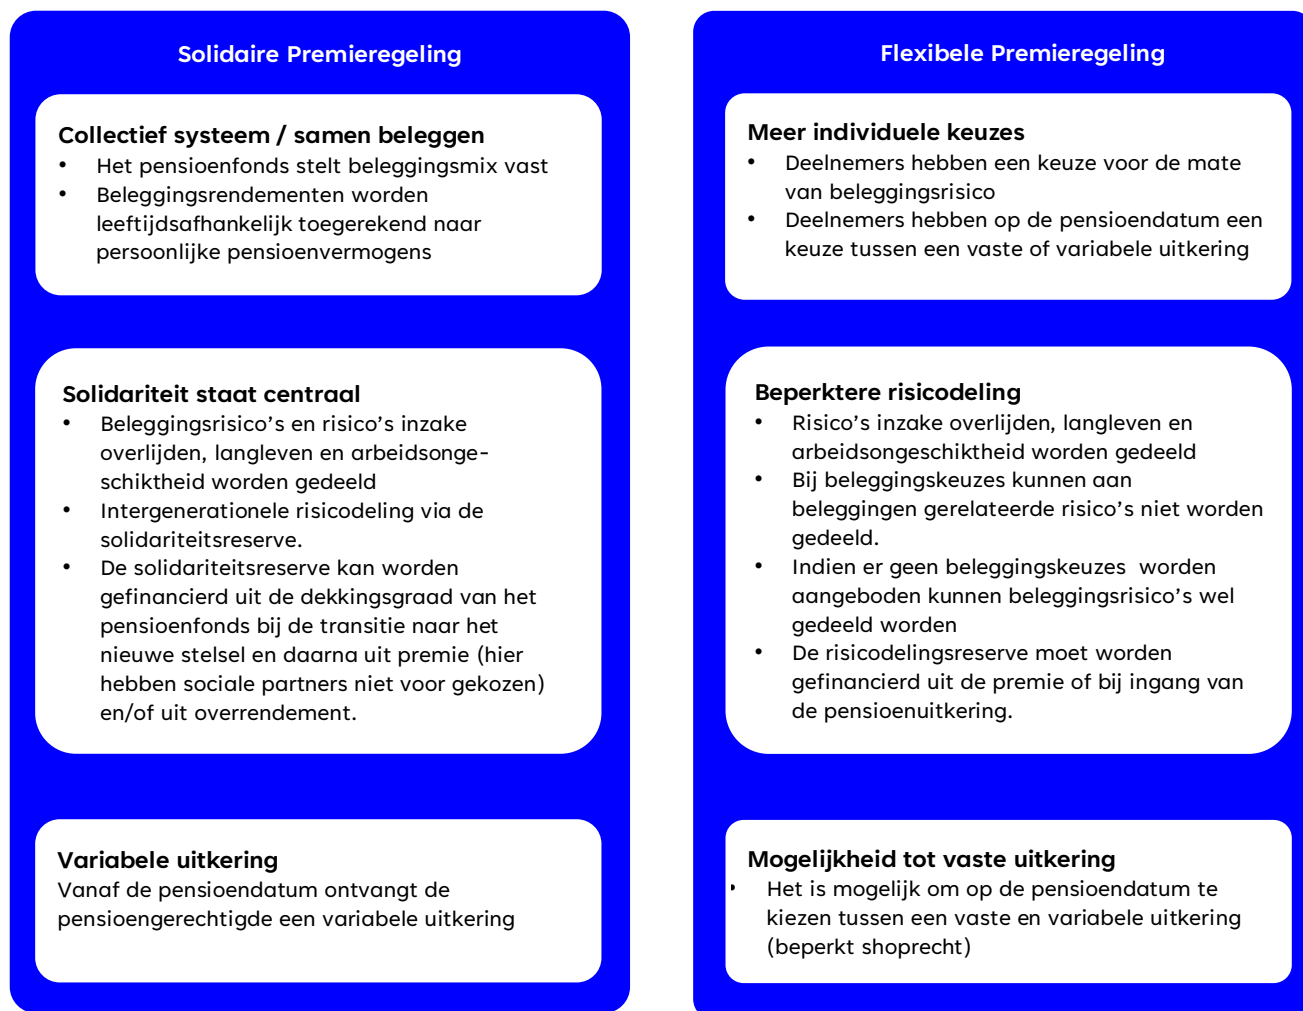 Solidaire Premieregeling
Collectief systeem / samen beleggen
• Het pensioenfonds stelt beleggingsmix vast
• Beleggingsrendementen worden
leeftijdsafhankelijk toegerekend naar
persoonlijke pensioenvermogens
Solidariteit staat centraal
• Beleggingsrisico’s en risico’s inzake
overlijden, langleven en arbeidsonge-
schiktheid worden gedeeld
• Intergenerationele risicodeling via de
solidariteitsreserve.
• De solidariteitsreserve kan worden
gefinancierd uit de dekkingsgraad van het
pensioenfonds bij de transitie naar het
nieuwe stelsel en daarna uit premie (hier
hebben sociale partners niet voor gekozen)
en/of uit overrendement.
Variabele uitkering
Vanaf de pensioendatum ontvangt de
pensioengerechtigde een variabele uitkering
Flexibele Premieregeling
Meer individuele keuzes
• Deelnemers hebben een keuze voor de mate
van beleggingsrisico
• Deelnemers hebben op de pensioendatum een
keuze tussen een vaste of variabele uitkering
Beperktere risicodeling
• Risico’s inzake overlijden, langleven en
arbeidsongeschiktheid worden gedeeld
• Bij beleggingskeuzes kunnen aan
beleggingen gerelateerde risico’s niet worden
gedeeld.
• Indien er geen beleggingskeuzes  worden
aangeboden kunnen beleggingsrisico’s wel
gedeeld worden
• De risicodelingsreserve moet worden
gefinancierd uit de premie of bij ingang van
de pensioenuitkering.
Mogelijkheid tot vaste uitkering
• Het is mogelijk om op de pensioendatum te
kiezen tussen een vaste en variabele uitkering
(beperkt shoprecht)